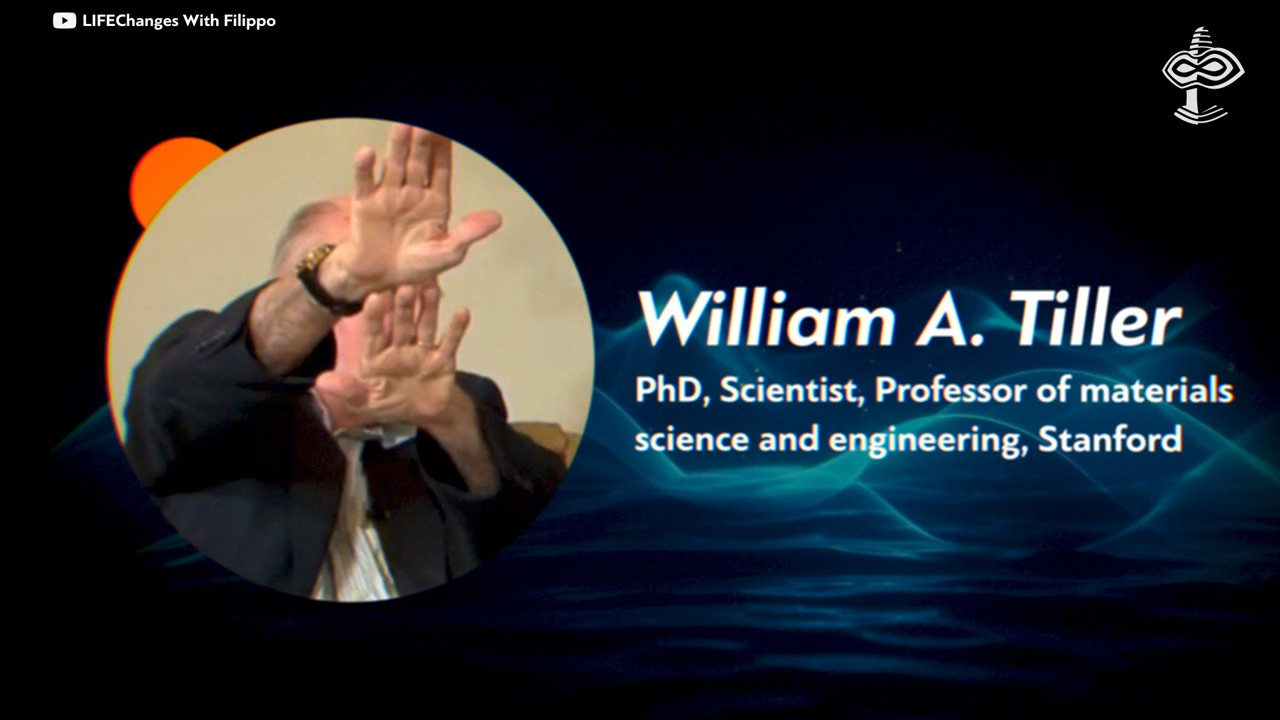 LIFEChanges With Filippo
William A. Tiller
PhD, Scientist, Professor of materials
science and engineering, Stanford